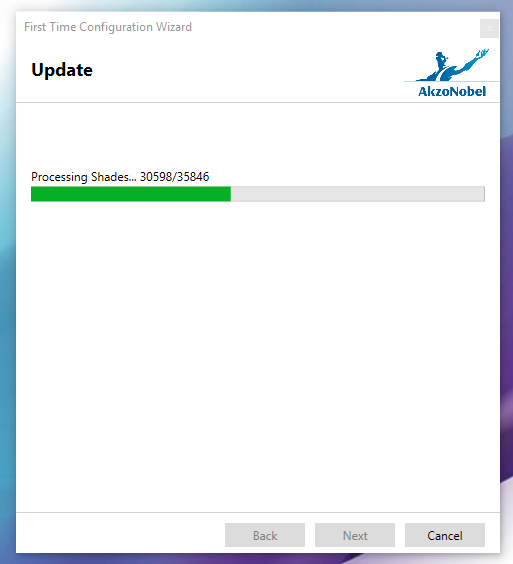 First Time Configuration Wizard
Update
AkzoNobel
Processing Shades... 30598/35846
Back
Next
Cancel